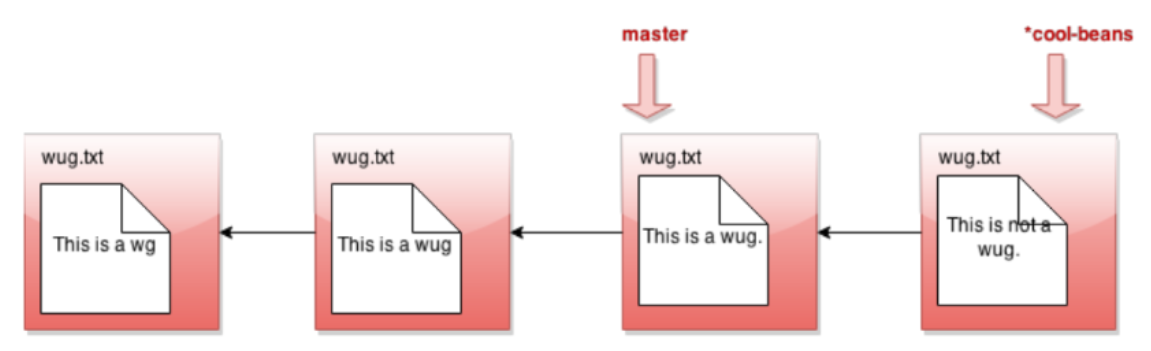 master
*cool-beans
wug.txt
This is a wg
wug.txt
This is a wug
wug.txt
This is a wug.
wug.txt
This is not a
wug.